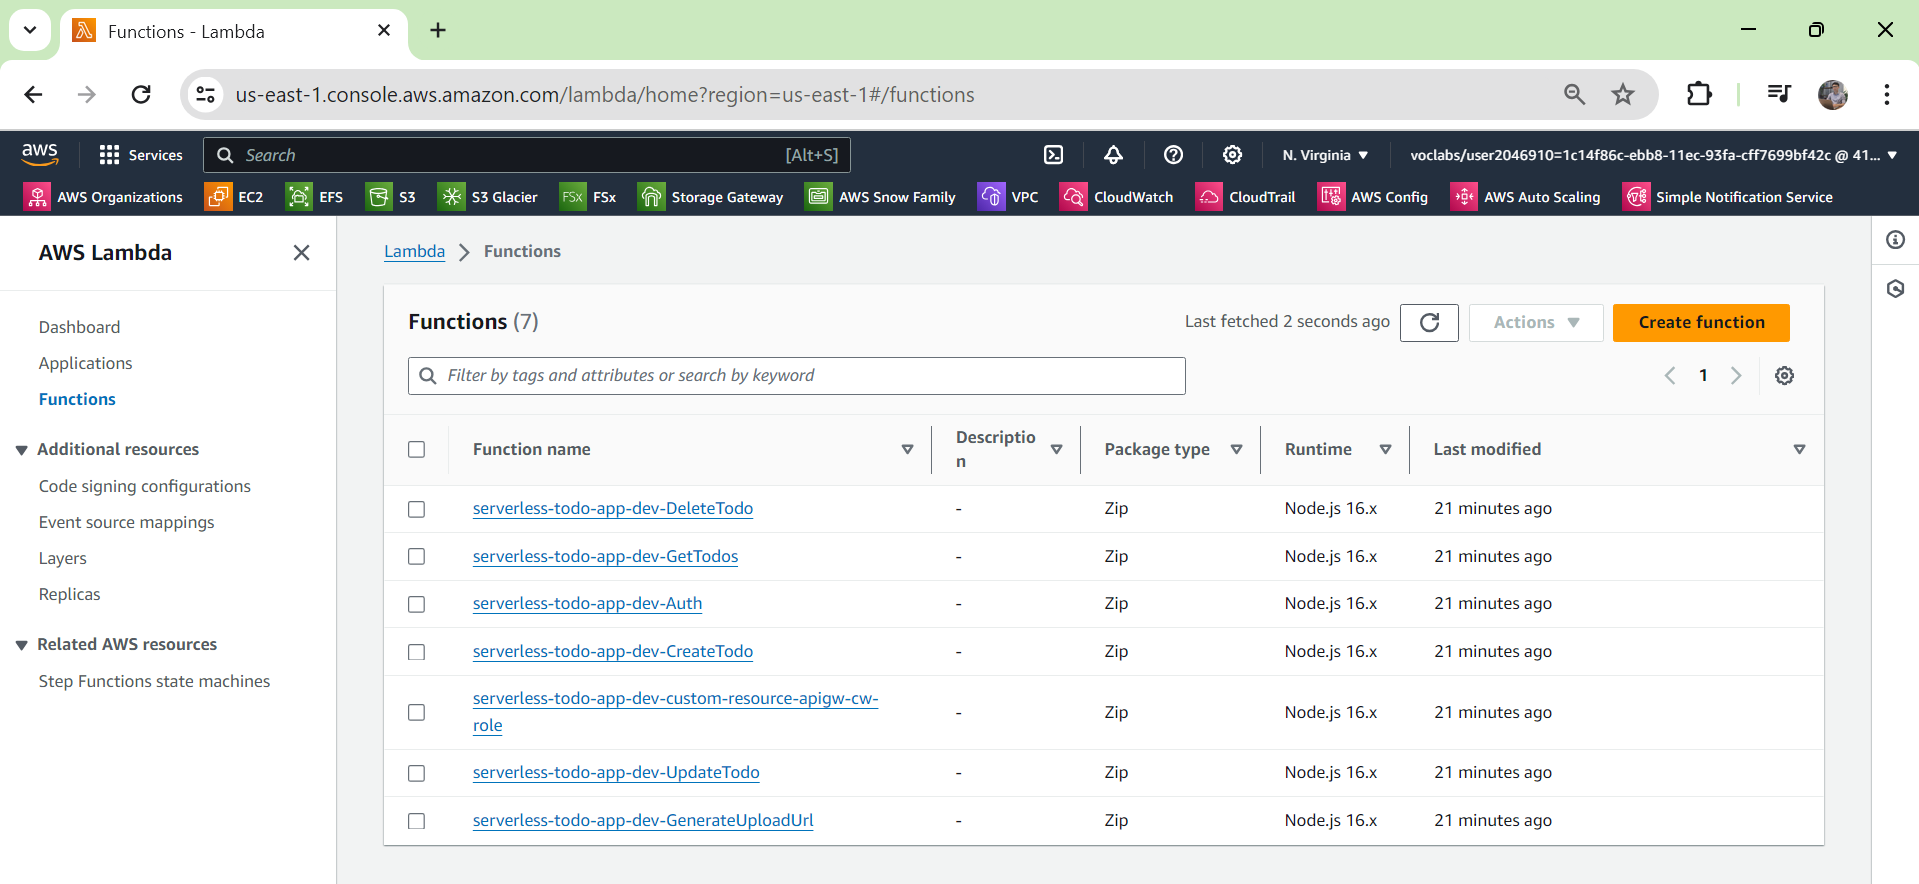 Functions - Lambda
us-east-1.console.aws.amazon.com/lambda/home?region=us-east-1#/functions
aws Services Search [Alt+S] N. Virginia voclabs/user2046910=1c14f86c-ebb8-11ec-93fa-cff7699bf42c @ 41...
AWS Organizations EC2 EFS S3 S3 Glacier FSx FSx Storage Gateway AWS Snow Family VPC CloudWatch CloudTrail AWS Config AWS Auto Scaling Simple Notification Service
AWS Lambda
Dashboard
Applications
Functions
Additional resources
Code signing configurations
Event source mappings
Layers
Replicas
Related AWS resources
Step Functions state machines
Lambda Functions
Functions (7) Last fetched 2 seconds ago Actions Create function
Filter by tags and attributes or search by keyword 1
Function name Descriptio
n Package type Runtime Last modified
serverless-todo-app-dev-DeleteTodo - Zip Node.js 16.x 21 minutes ago
serverless-todo-app-dev-GetTodos - Zip Node.js 16.x 21 minutes ago
serverless-todo-app-dev-Auth - Zip Node.js 16.x 21 minutes ago
serverless-todo-app-dev-CreateTodo - Zip Node.js 16.x 21 minutes ago
serverless-todo-app-dev-custom-resource-apigw-cw-
role - Zip Node.js 16.x 21 minutes ago
serverless-todo-app-dev-UpdateTodo - Zip Node.js 16.x 21 minutes ago
serverless-todo-app-dev-GenerateUploadUrl - Zip Node.js 16.x 21 minutes ago